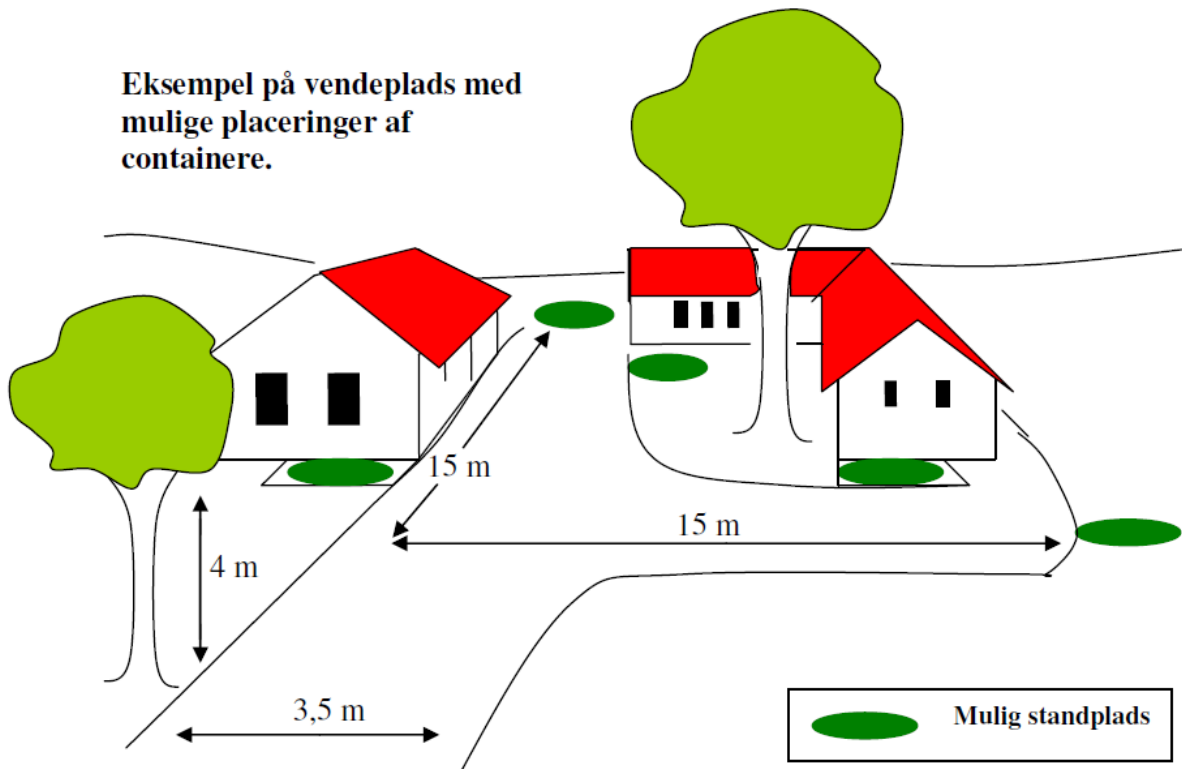 Eksempel på vendeplads med
mulige placeringer af
containere.
15 m
15 m
4 m
3,5 m
Mulig standplads